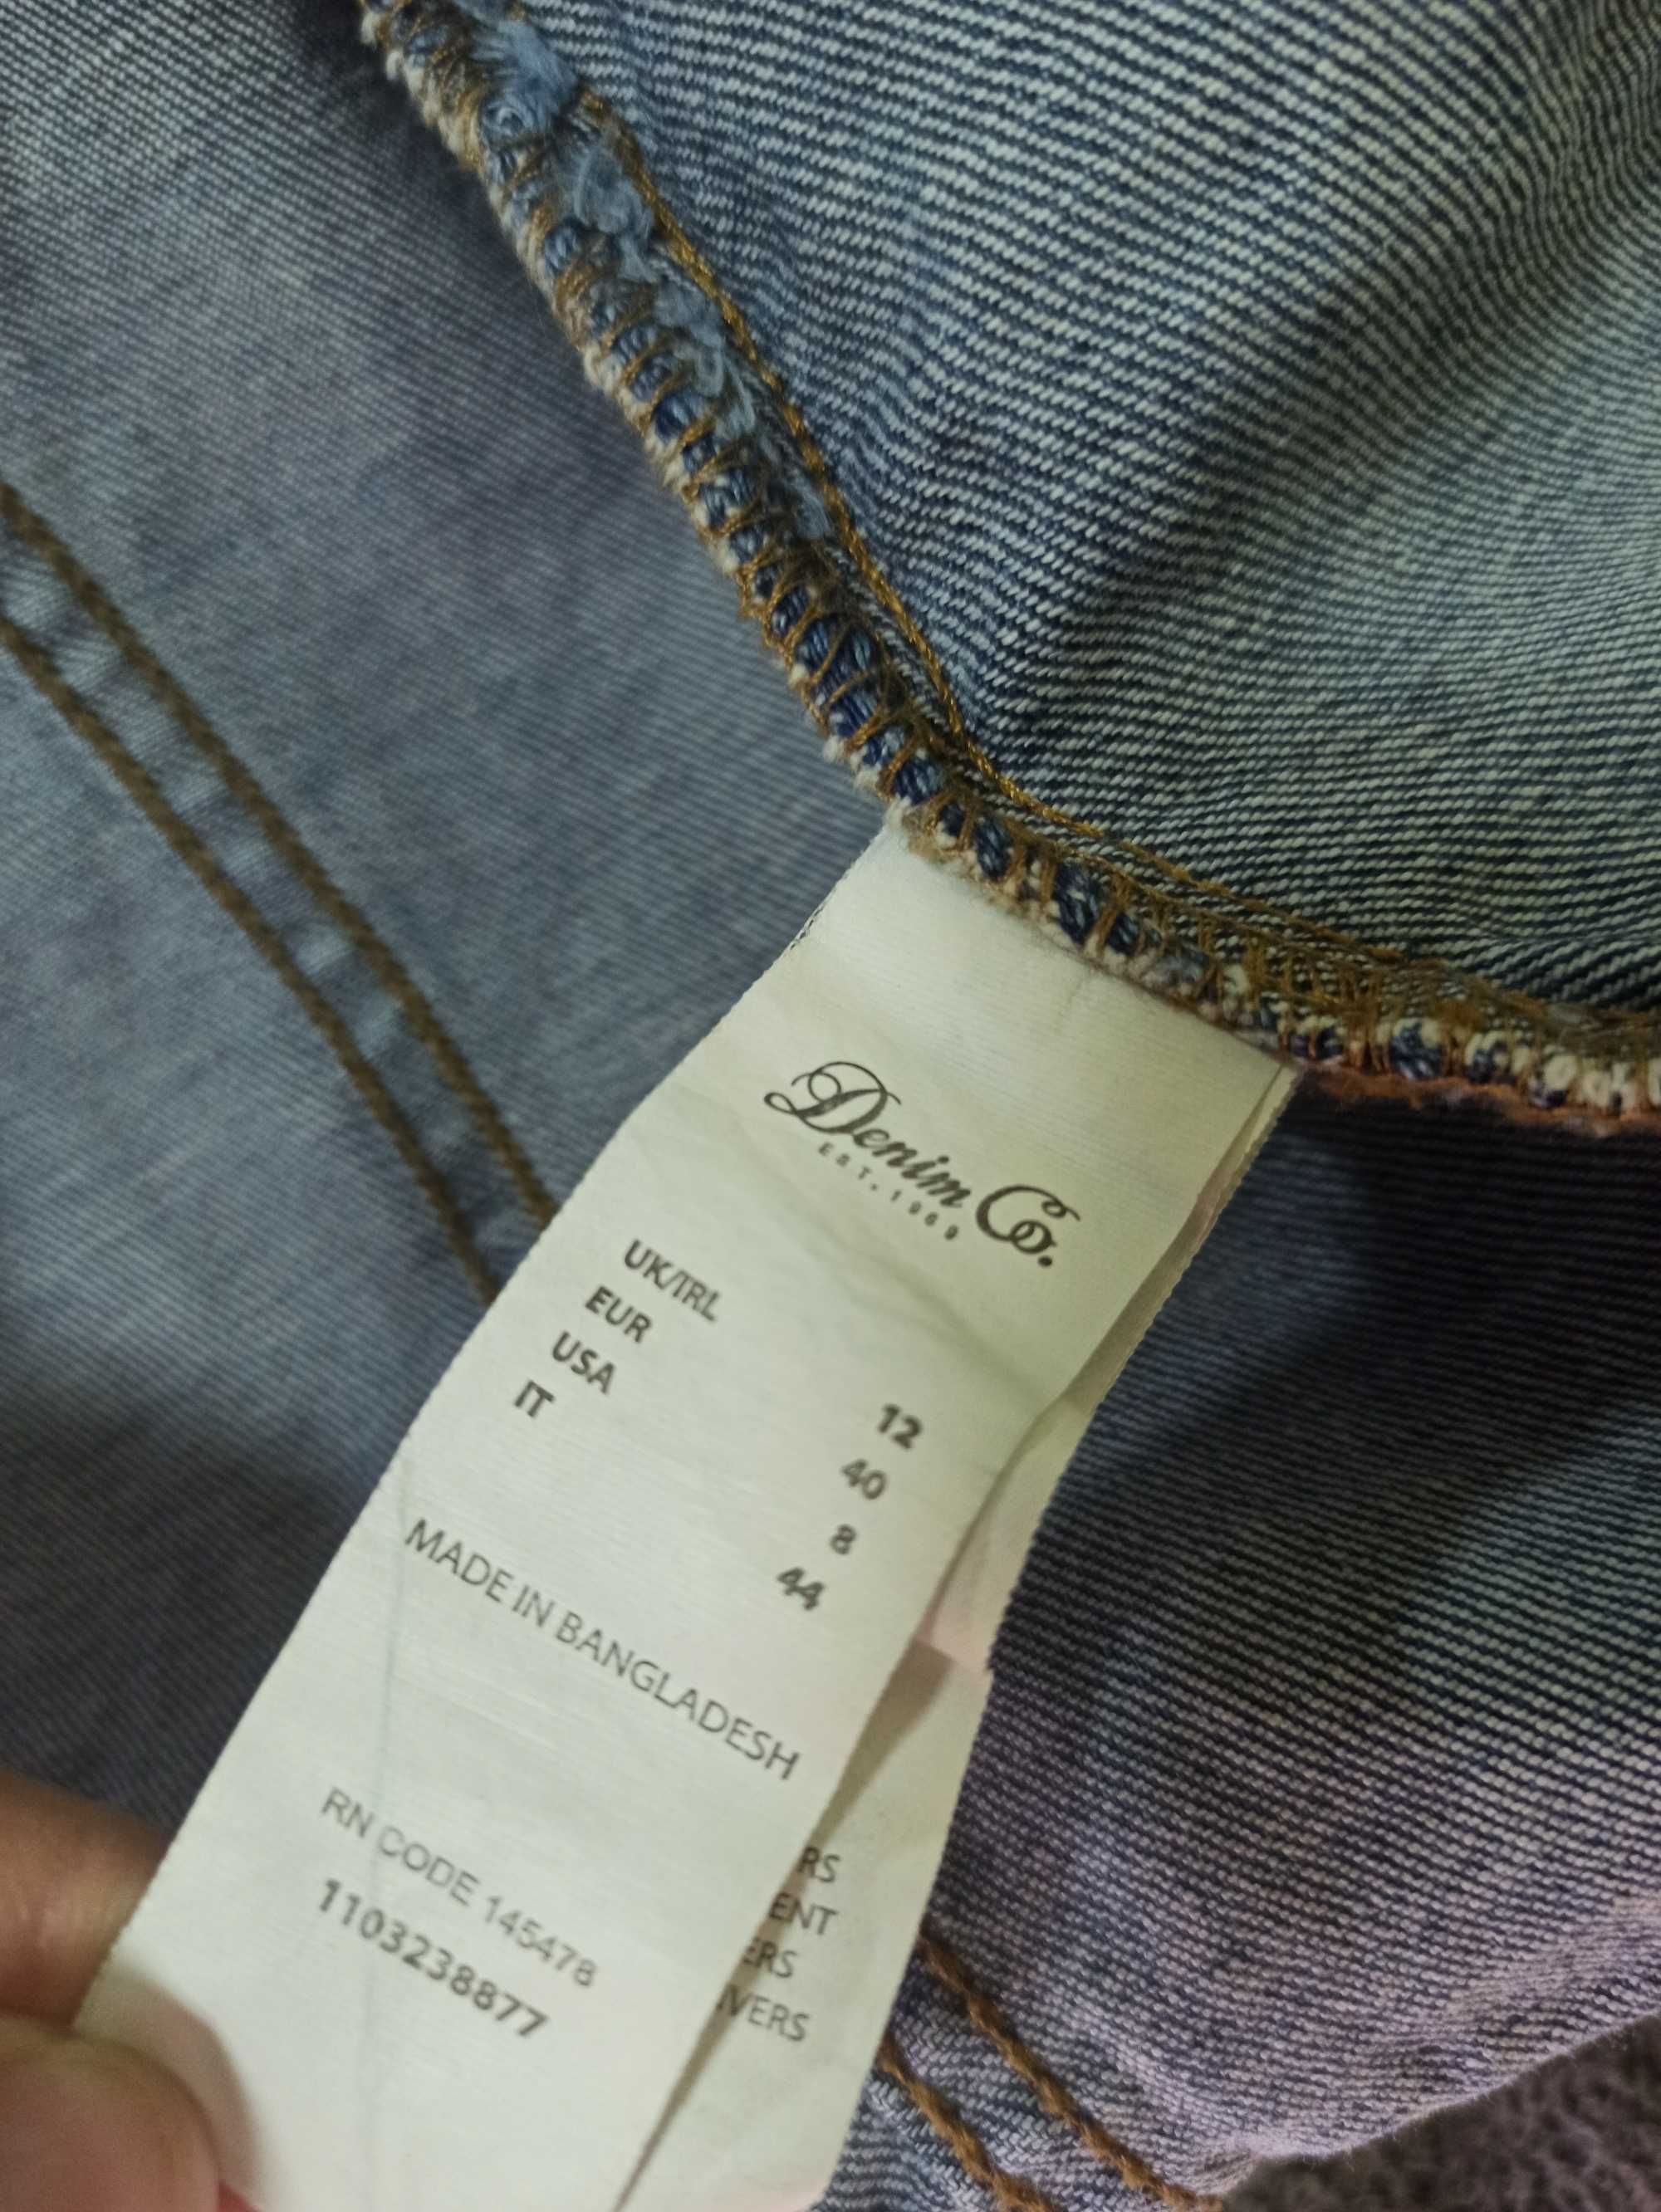 Denim Co.
EST. 1969
UK/IRL 12
EUR 40
USA 8
IT 44
MADE IN BANGLADESH
RN CODE 145478
1103238877
RS
ENT
ERS
IVERS